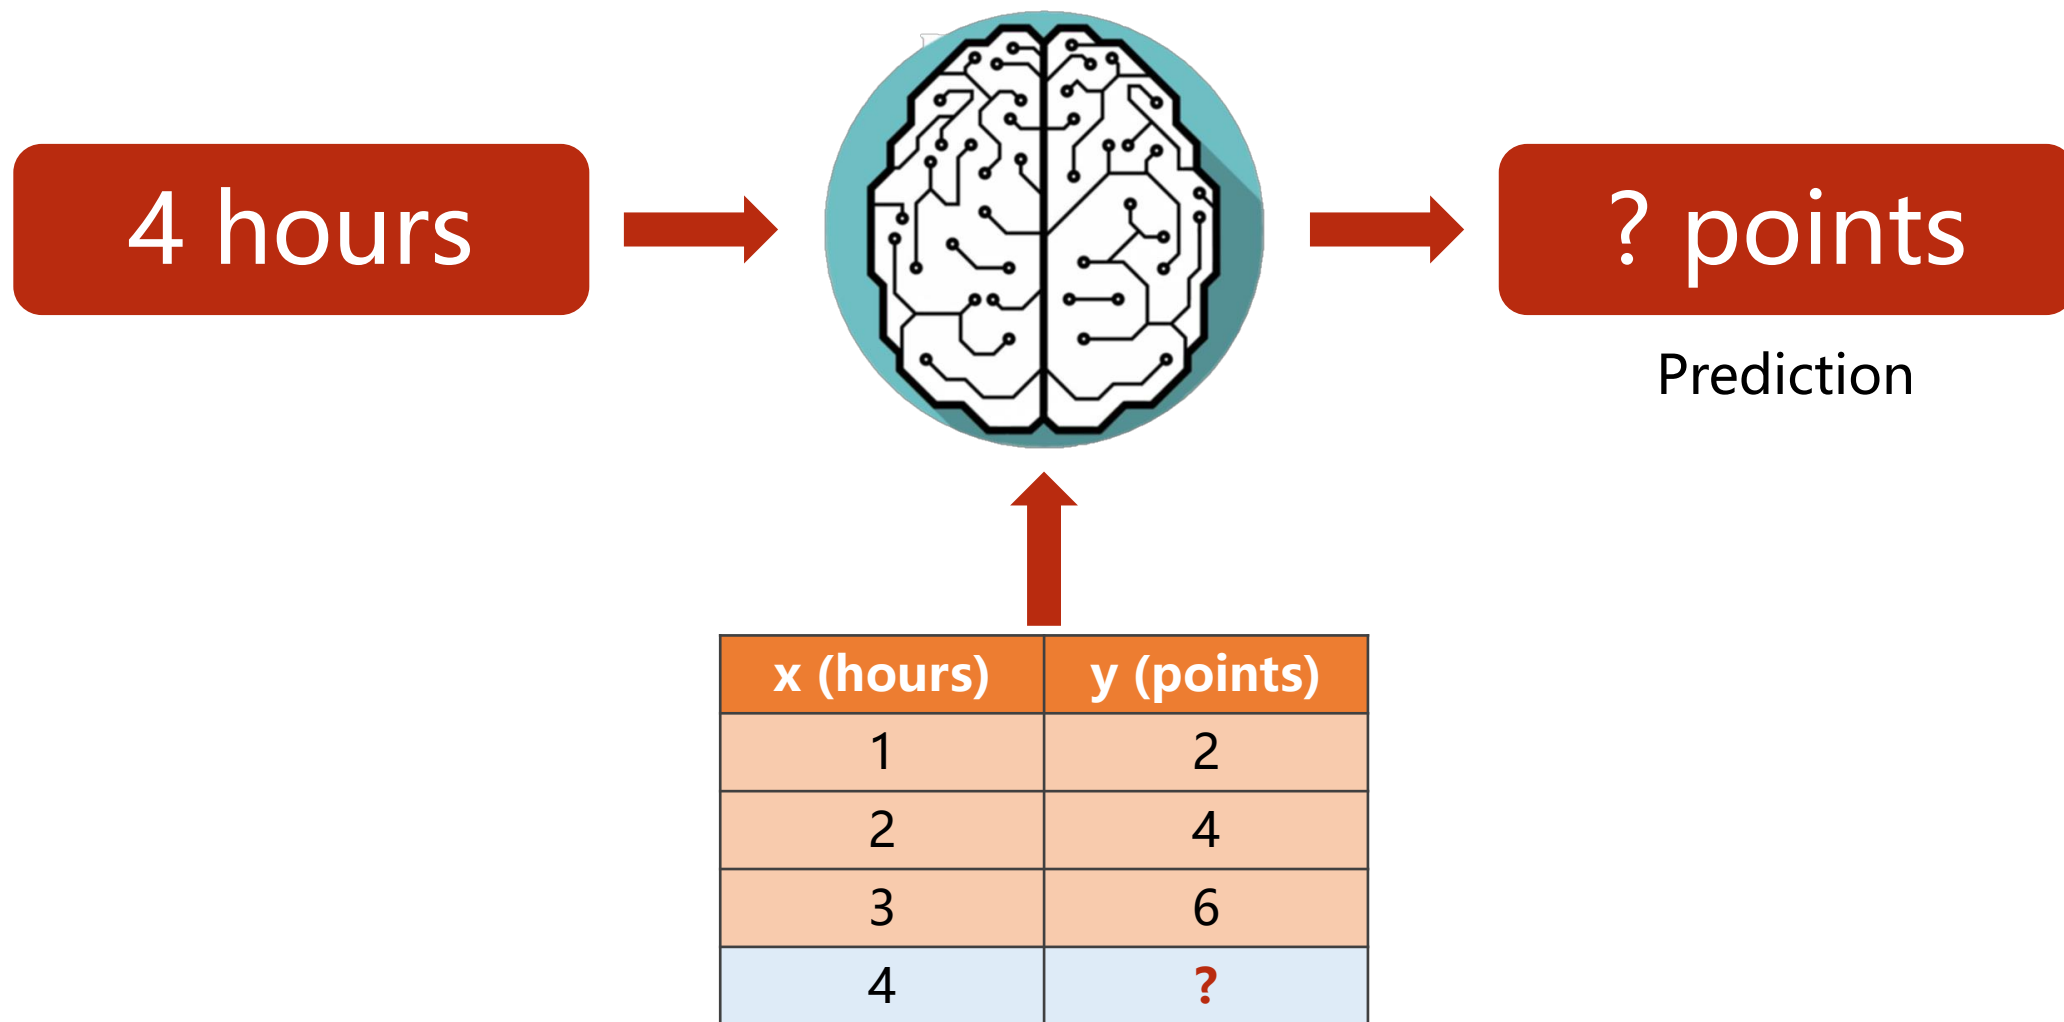 4 hours
? points
Prediction
x (hours) y (points)
1 2
2 4
3 6
4 ?